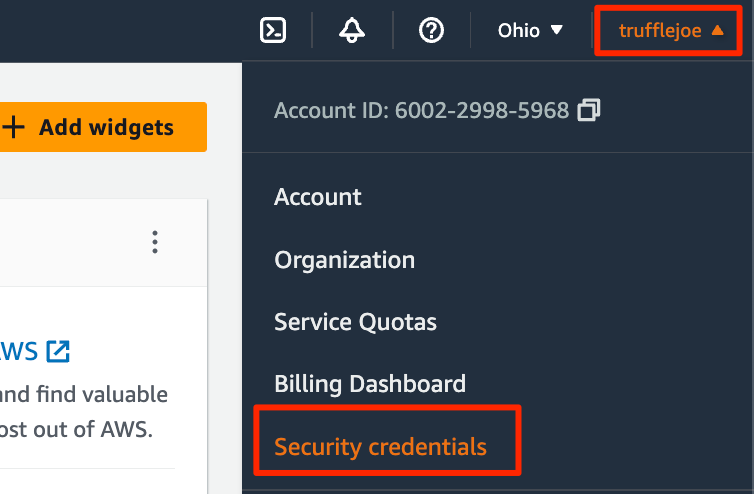 Ohio
trufflejoe
Account ID: 6002-2998-5968
Add widgets
Account
Organization
Service Quotas
AWS
and find valuable
Billing Dashboard
ost out of AWS.
Security credentials